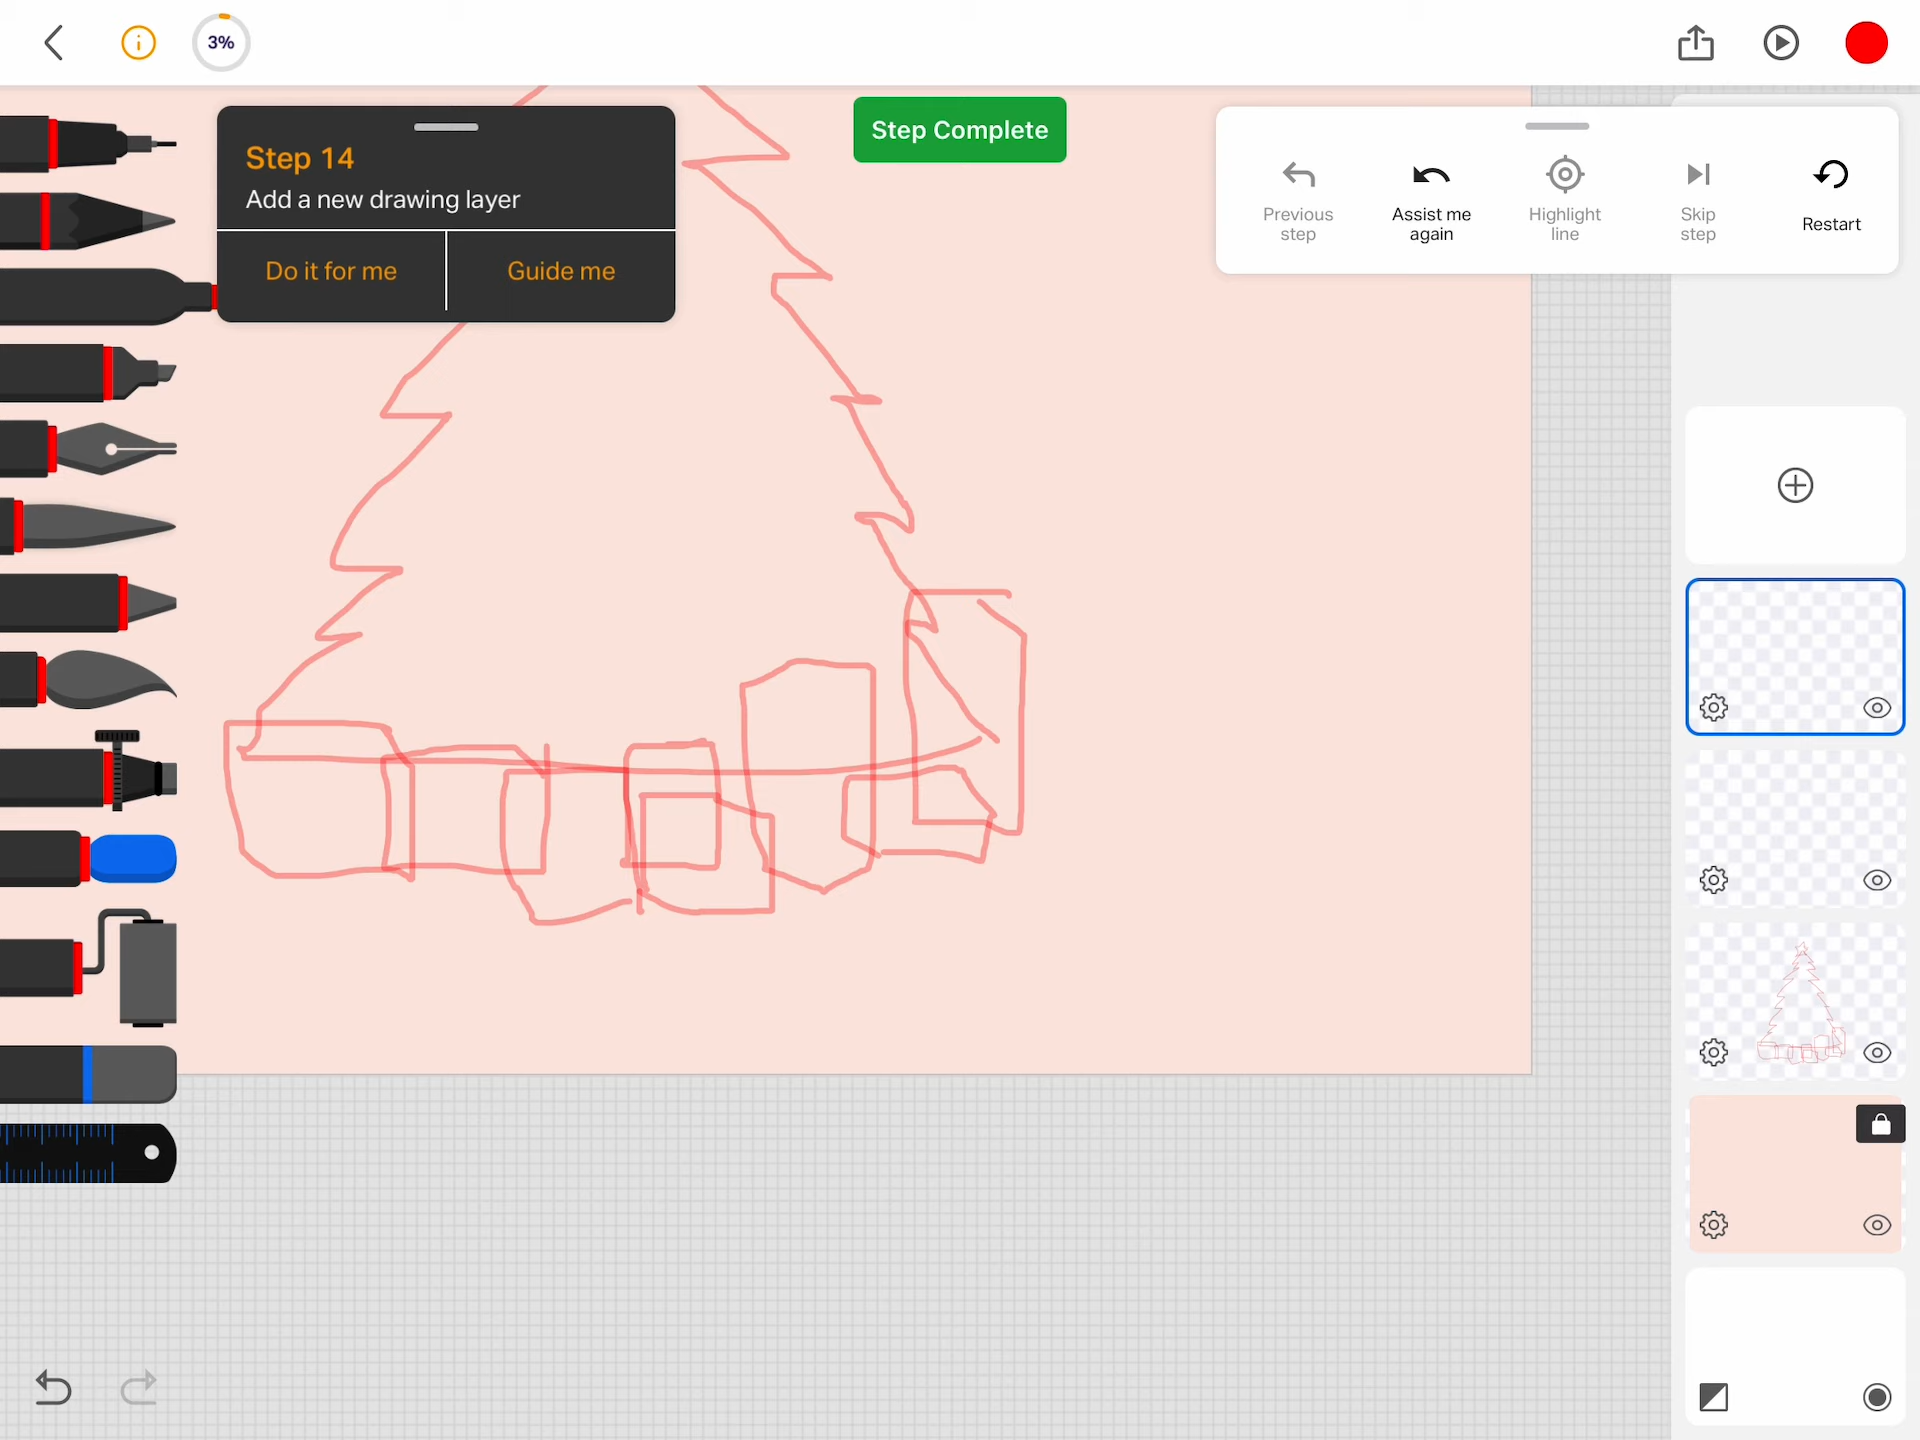 3%
Step 14
Add a new drawing layer
Do it for me
Guide me
Step Complete
Previous
step
Assist me
again
Highlight
line
Skip
step
Restart